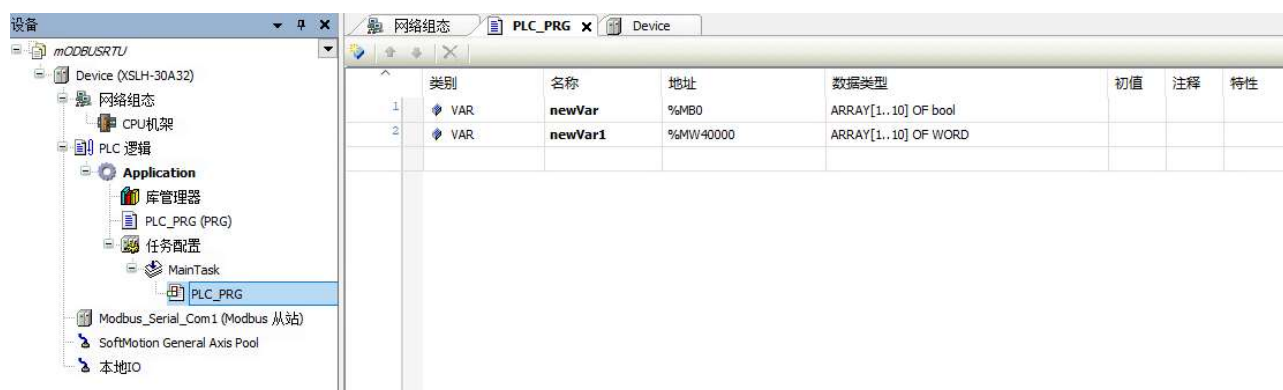 设备
mODBUSRTU
Device (XSLH-30A32)
网络组态
CPU机架
PLC 逻辑
Application
库管理器
PLC_PRG (PRG)
任务配置
MainTask
PLC_PRG
Modbus_Serial_Com1 (Modbus 从站)
SoftMotion General Axis Pool
本地IO
网络组态 PLC_PRG X Device
类别 名称 地址 数据类型 初值 注释 特性
1 VAR newVar %MB0 ARRAY[1..10] OF bool
2 VAR newVar1 %MW40000 ARRAY[1..10] OF WORD